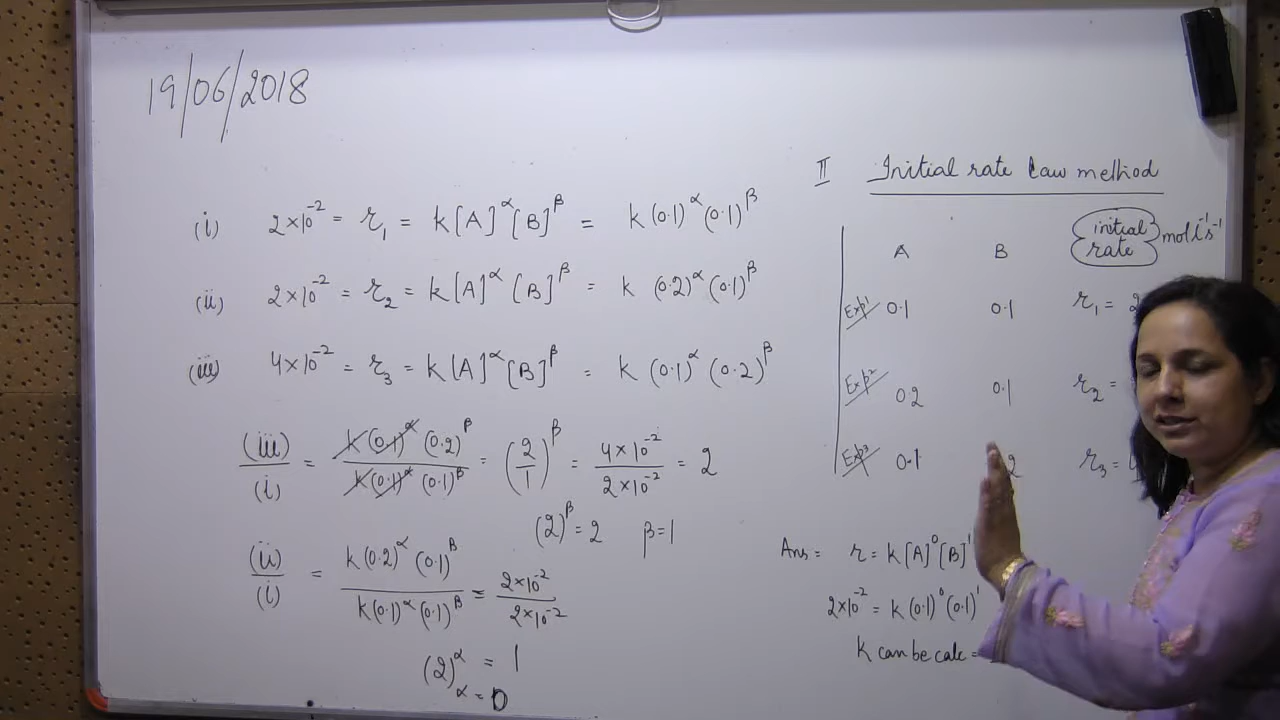 19/06/2018
(i) 2×10⁻² = r₁ = k[A]^α[B]^β = k(0.1)^α(0.1)^β
(ii) 2×10⁻² = r₂ = k[A]^α[B]^β = k (0.2)^α(0.1)^β
(iii) 4×10⁻² = r₃ = k[A]^α[B]^β = k (0.1)^α(0.2)^β
(iii)/(i) = k(0.1)^α(0.2)^β / k(0.1)^α(0.1)^β = (2/1)^β = 4×10⁻² / 2×10⁻² = 2
(2)^β = 2 β=1
(ii)/(i) = k(0.2)^α(0.1)^β / k(0.1)^α(0.1)^β = 2×10⁻² / 2×10⁻²
(2)^α = 1
α = 0
II Initial rate law method
A B initial rate mol l⁻¹ s⁻¹
Exp¹ 0.1 0.1 r₁ = 2
Exp² 0.2 0.1 r₂ =
Exp³ 0.1 2 r₃ =
Ans = r = k[A]⁰[B]¹
2×10⁻² = k(0.1)⁰(0.1)¹
K can be calc =